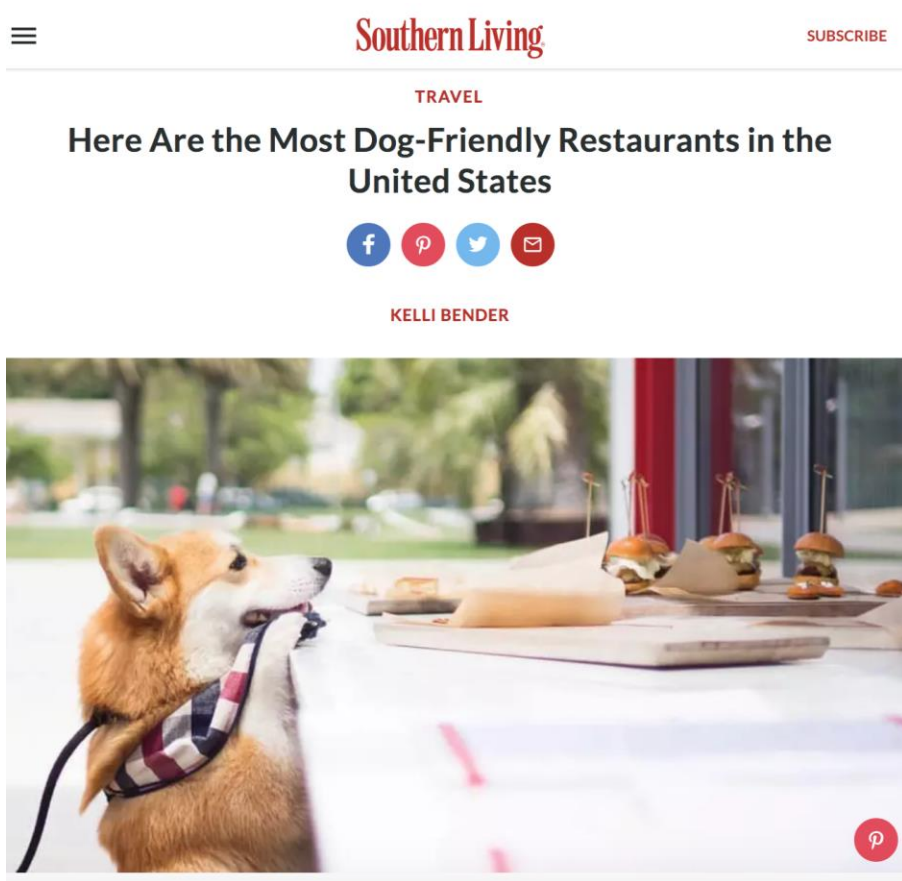 Southern Living
SUBSCRIBE
TRAVEL
Here Are the Most Dog-Friendly Restaurants in the
United States
KELLI BENDER